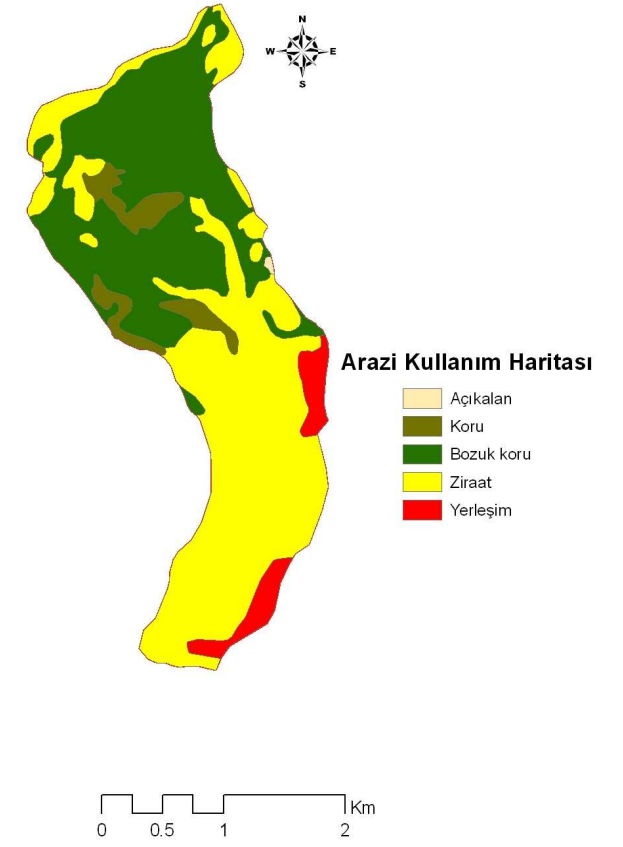 N
W E
S
Arazi Kullanım Haritası
Açıkalan
Koru
Bozuk koru
Ziraat
Yerleşim
Km
0 0.5 1 2